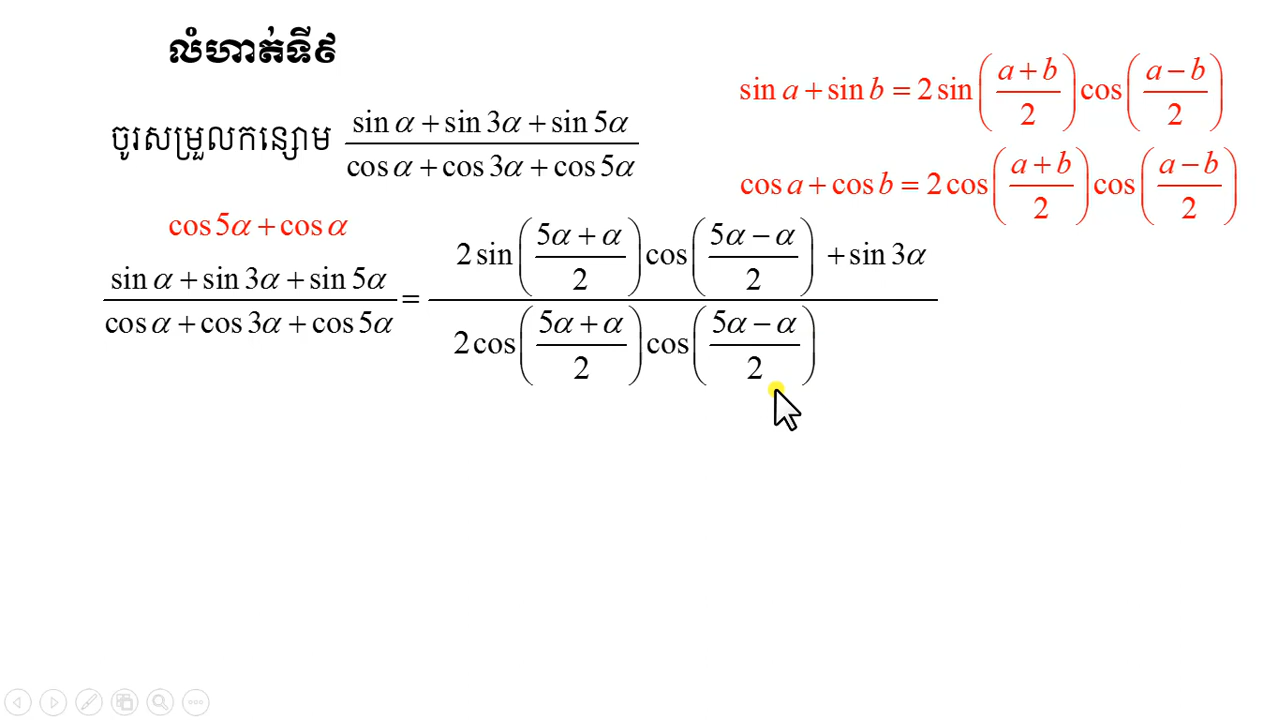 លំហាត់ទី៩
sin a + sin b = 2 sin ( (a + b) / 2 ) cos ( (a − b) / 2 )
ចូរសម្រួលកន្សោម (sin α + sin 3α + sin 5α) / (cos α + cos 3α + cos 5α)
cos a + cos b = 2 cos ( (a + b) / 2 ) cos ( (a − b) / 2 )
cos 5α + cos α
(sin α + sin 3α + sin 5α) / (cos α + cos 3α + cos 5α) = [2 sin ( (5α + α) / 2 ) cos ( (5α − α) / 2 ) + sin 3α] / [2 cos ( (5α + α) / 2 ) cos ( (5α − α) / 2 )]